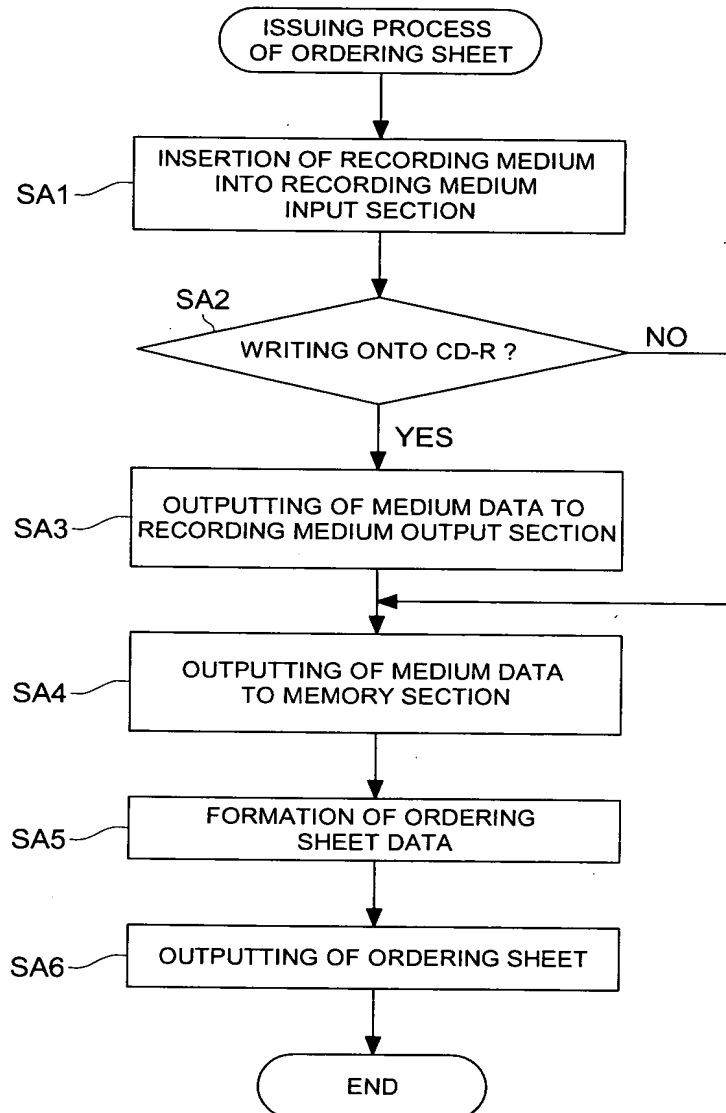 ISSUING PROCESS
OF ORDERING SHEET
SA1
INSERTION OF RECORDING MEDIUM
INTO RECORDING MEDIUM
INPUT SECTION
SA2
WRITING ONTO CD-R ?
NO
YES
SA3
OUTPUTTING OF MEDIUM DATA TO
RECORDING MEDIUM OUTPUT SECTION
SA4
OUTPUTTING OF MEDIUM DATA
TO MEMORY SECTION
SA5
FORMATION OF ORDERING
SHEET DATA
SA6
OUTPUTTING OF ORDERING SHEET
END